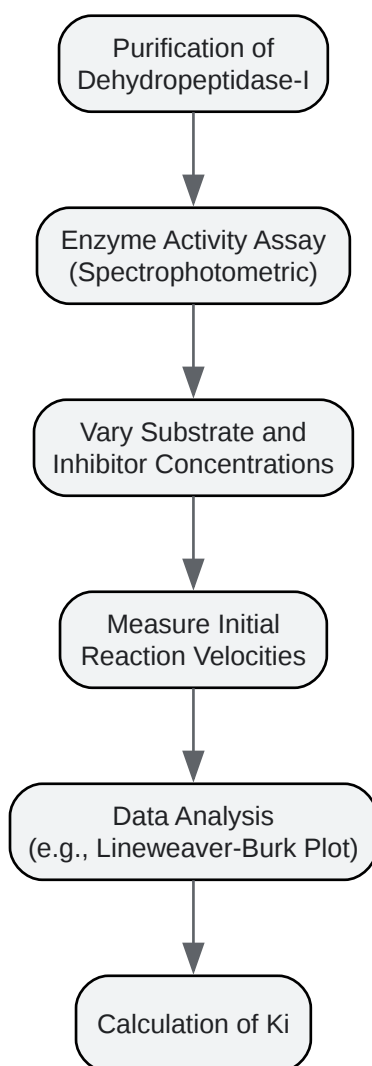 Purification of
Dehydropeptidase-I
Enzyme Activity Assay
(Spectrophotometric)
Vary Substrate and
Inhibitor Concentrations
Measure Initial
Reaction Velocities
Data Analysis
(e.g., Lineweaver-Burk Plot)
Calculation of Ki